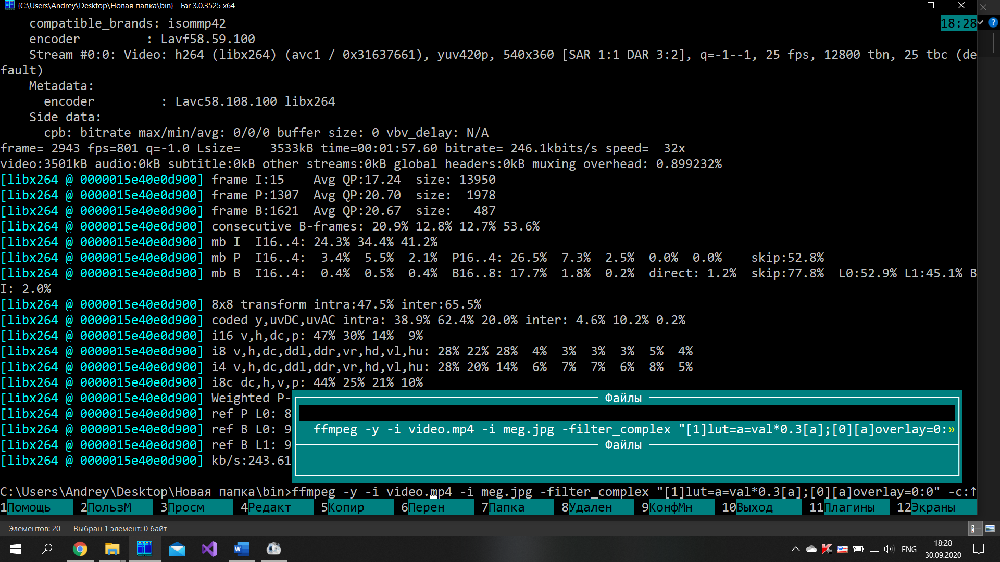 {C:\Users\Andrey\Desktop\Новая папка\bin} - Far 3.0.3525 x64
18:28
compatible_brands: isommp42
encoder         : Lavf58.59.100
Stream #0:0: Video: h264 (libx264) (avc1 / 0x31637661), yuv420p, 540x360 [SAR 1:1 DAR 3:2], q=-1--1, 25 fps, 12800 tbn, 25 tbc (de
fault)
Metadata:
encoder         : Lavc58.108.100 libx264
Side data:
cpb: bitrate max/min/avg: 0/0/0 buffer size: 0 vbv_delay: N/A
frame= 2943 fps=801 q=-1.0 Lsize=    3533kB time=00:01:57.60 bitrate= 246.1kbits/s speed=  32x
video:3501kB audio:0kB subtitle:0kB other streams:0kB global headers:0kB muxing overhead: 0.899232%
[libx264 @ 0000015e40e0d900] frame I:15    Avg QP:17.24  size: 13950
[libx264 @ 0000015e40e0d900] frame P:1307  Avg QP:20.70  size:  1978
[libx264 @ 0000015e40e0d900] frame B:1621  Avg QP:20.67  size:   487
[libx264 @ 0000015e40e0d900] consecutive B-frames: 20.9% 12.8% 12.7% 53.6%
[libx264 @ 0000015e40e0d900] mb I  I16..4: 24.3% 34.4% 41.2%
[libx264 @ 0000015e40e0d900] mb P  I16..4:  3.4%  5.5%  2.1%  P16..4: 26.5%  7.3%  2.5%  0.0%  0.0%    skip:52.8%
[libx264 @ 0000015e40e0d900] mb B  I16..4:  0.4%  0.5%  0.4%  B16..8: 17.7%  1.8%  0.2%  direct: 1.2%  skip:77.8%  L0:52.9% L1:45.1% B
I: 2.0%
[libx264 @ 0000015e40e0d900] 8x8 transform intra:47.5% inter:65.5%
[libx264 @ 0000015e40e0d900] coded y,uvDC,uvAC intra: 38.9% 62.4% 20.0% inter: 4.6% 10.2% 0.2%
[libx264 @ 0000015e40e0d900] i16 v,h,dc,p: 47% 30% 14%  9%
[libx264 @ 0000015e40e0d900] i8 v,h,dc,ddl,ddr,vr,hd,vl,hu: 28% 22% 28%  4%  3%  3%  3%  5%  4%
[libx264 @ 0000015e40e0d900] i4 v,h,dc,ddl,ddr,vr,hd,vl,hu: 28% 20% 14%  6%  7%  7%  6%  8%  5%
[libx264 @ 0000015e40e0d900] i8c dc,h,v,p: 44% 25% 21% 10%
[libx264 @ 0000015e40e0d900] Weighted P-
[libx264 @ 0000015e40e0d900] ref P L0: 8
[libx264 @ 0000015e40e0d900] ref B L0: 9
[libx264 @ 0000015e40e0d900] ref B L1: 9
[libx264 @ 0000015e40e0d900] kb/s:243.61
Файлы
ffmpeg -y -i video.mp4 -i meg.jpg -filter_complex "[1]lut=a=val*0.3[a];[0][a]overlay=0:»
Файлы
C:\Users\Andrey\Desktop\Новая папка\bin>ffmpeg -y -i video.mp4 -i meg.jpg -filter_complex "[1]lut=a=val*0.3[a];[0][a]overlay=0:0" -c:↑
1Помощь 2ПользМ 3Просм 4Редакт 5Копир 6Перен 7Папка 8Удален 9КонфМн 10Выход 11Плагины 12Экраны
Элементов: 20 | Выбран 1 элемент: 0 байт |
ENG
18:28
30.09.2020